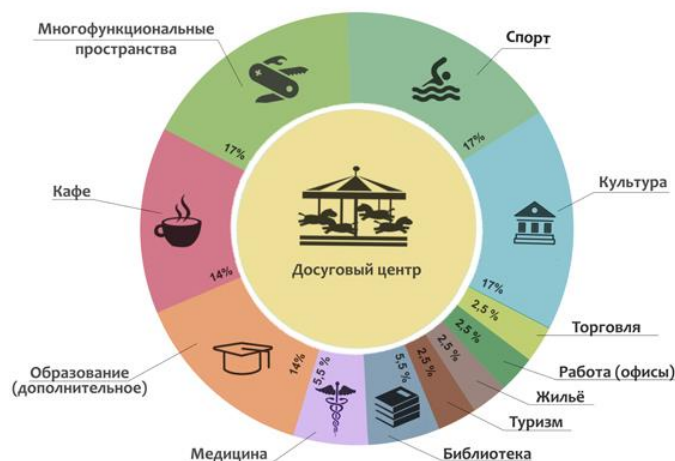 Многофункциональные
пространства
Спорт
17%
17%
Кафе
Культура
Досуговый центр
14%
17%
2,5 %
Торговля
2,5 %
Работа (офисы)
2,5 %
Жильё
2,5 %
Туризм
5,5 %
Библиотека
5,5 %
Медицина
14%
Образование
(дополнительное)